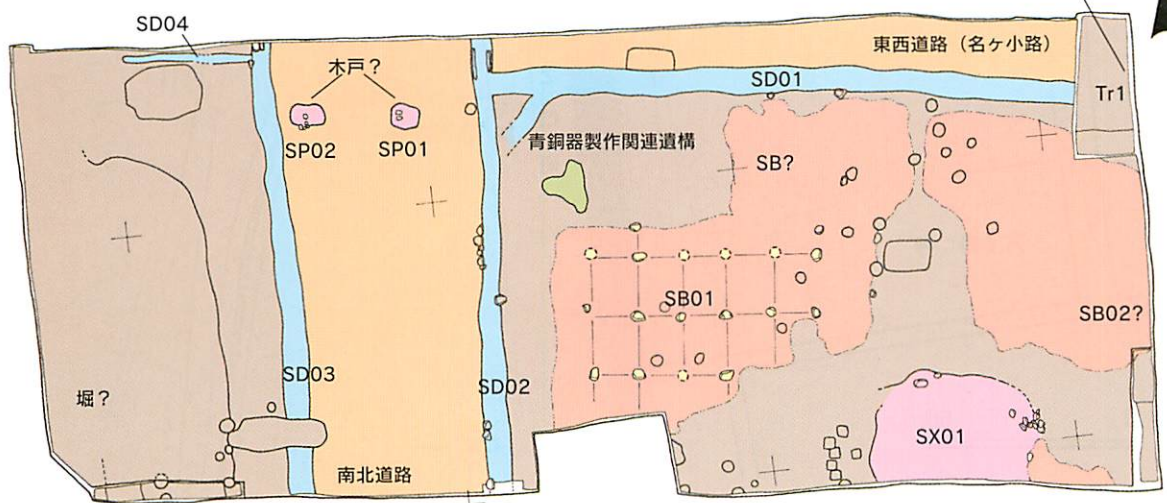 SD04
木戸？
東西道路（名ケ小路）
SD01
Tr1
SP02
SP01
青銅器製作関連遺構
SB?
SB01
SB02?
SD03
SD02
堀？
SX01
南北道路